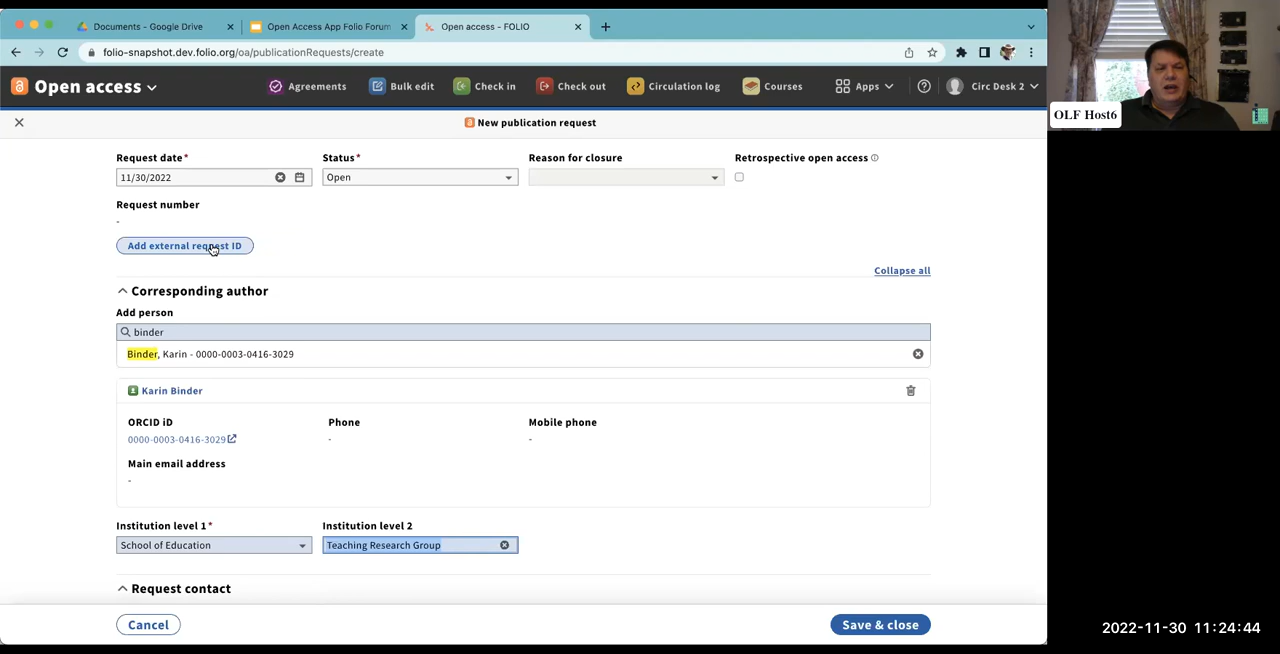 Documents - Google Drive
Open Access App Folio Forum
Open access - FOLIO
folio-snapshot.dev.folio.org/oa/publicationRequests/create
Open access
Agreements
Bulk edit
Check in
Check out
Circulation log
Courses
Apps
Circ Desk 2
OLF Host6
New publication request
Request date*
Status*
Reason for closure
Retrospective open access
11/30/2022
Open
Request number
-
Add external request ID
Collapse all
Corresponding author
Add person
binder
Binder, Karin - 0000-0003-0416-3029
Karin Binder
ORCID iD
Phone
Mobile phone
0000-0003-0416-3029
-
-
Main email address
-
Institution level 1*
Institution level 2
School of Education
Teaching Research Group
Request contact
Cancel
Save & close
2022-11-30 11:24:44